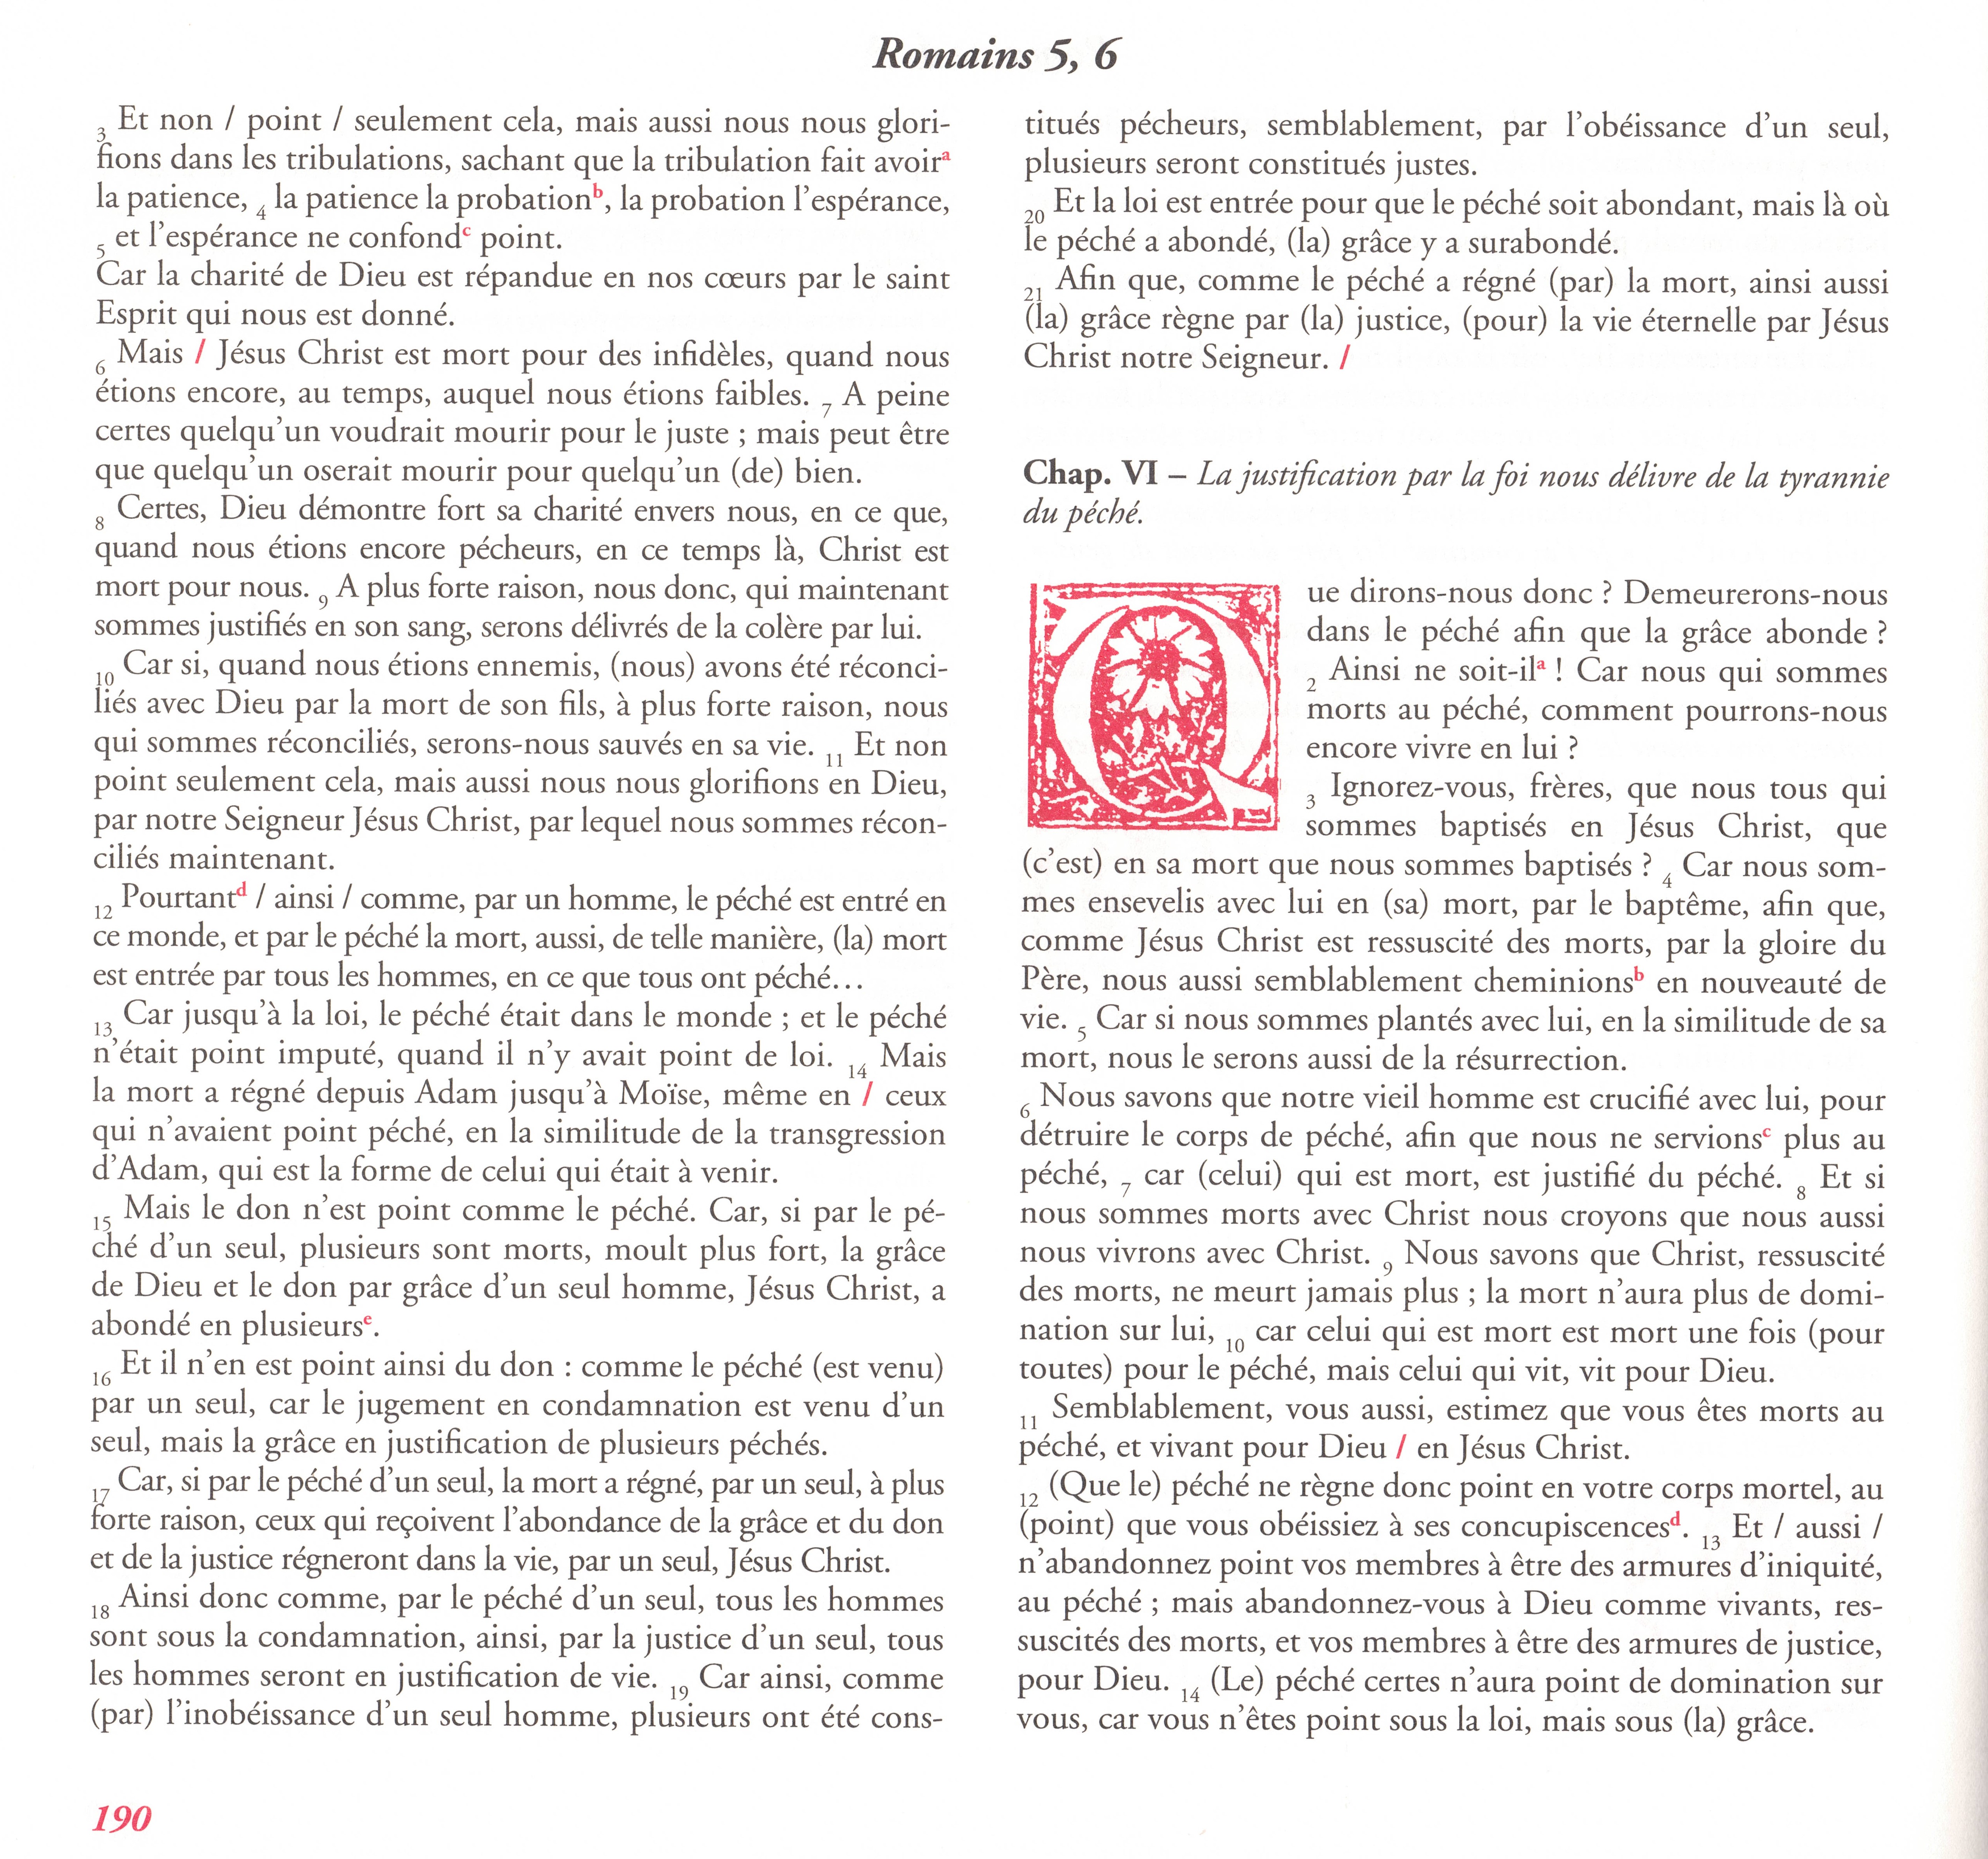 Romains 5, 6
3 Et non / point / seulement cela, mais aussi nous nous glori-
fions dans les tribulations, sachant que la tribulation fait avoira
la patience, 4 la patience la probationb, la probation l’espérance,
5 et l’espérance ne confondc point.
Car la charité de Dieu est répandue en nos cœurs par le saint
Esprit qui nous est donné.
6 Mais / Jésus Christ est mort pour des infidèles, quand nous
étions encore, au temps, auquel nous étions faibles. 7 A peine
certes quelqu’un voudrait mourir pour le juste ; mais peut être
que quelqu’un oserait mourir pour quelqu’un (de) bien.
8 Certes, Dieu démontre fort sa charité envers nous, en ce que,
quand nous étions encore pécheurs, en ce temps là, Christ est
mort pour nous. 9 A plus forte raison, nous donc, qui maintenant
sommes justifiés en son sang, serons délivrés de la colère par lui.
10 Car si, quand nous étions ennemis, (nous) avons été réconci-
liés avec Dieu par la mort de son fils, à plus forte raison, nous
qui sommes réconciliés, serons-nous sauvés en sa vie. 11 Et non
point seulement cela, mais aussi nous nous glorifions en Dieu,
par notre Seigneur Jésus Christ, par lequel nous sommes récon-
ciliés maintenant.
12 Pourtantd / ainsi / comme, par un homme, le péché est entré en
ce monde, et par le péché la mort, aussi, de telle manière, (la) mort
est entrée par tous les hommes, en ce que tous ont péché…
13 Car jusqu’à la loi, le péché était dans le monde ; et le péché
n’était point imputé, quand il n’y avait point de loi. 14 Mais
la mort a régné depuis Adam jusqu’à Moïse, même en / ceux
qui n’avaient point péché, en la similitude de la transgression
d’Adam, qui est la forme de celui qui était à venir.
15 Mais le don n’est point comme le péché. Car, si par le pé-
ché d’un seul, plusieurs sont morts, moult plus fort, la grâce
de Dieu et le don par grâce d’un seul homme, Jésus Christ, a
abondé en plusieurse.
16 Et il n’en est point ainsi du don : comme le péché (est venu)
par un seul, car le jugement en condamnation est venu d’un
seul, mais la grâce en justification de plusieurs péchés.
17 Car, si par le péché d’un seul, la mort a régné, par un seul, à plus
forte raison, ceux qui reçoivent l’abondance de la grâce et du don
et de la justice régneront dans la vie, par un seul, Jésus Christ.
18 Ainsi donc comme, par le péché d’un seul, tous les hommes
sont sous la condamnation, ainsi, par la justice d’un seul, tous
les hommes seront en justification de vie. 19 Car ainsi, comme
(par) l’inobéissance d’un seul homme, plusieurs ont été cons-
titués pécheurs, semblablement, par l’obéissance d’un seul,
plusieurs seront constitués justes.
20 Et la loi est entrée pour que le péché soit abondant, mais là où
le péché a abondé, (la) grâce y a surabondé.
21 Afin que, comme le péché a régné (par) la mort, ainsi aussi
(la) grâce règne par (la) justice, (pour) la vie éternelle par Jésus
Christ notre Seigneur. /
Chap. VI – La justification par la foi nous délivre de la tyrannie
du péché.
Que dirons-nous donc ? Demeurerons-nous
dans le péché afin que la grâce abonde ?
2 Ainsi ne soit-ila ! Car nous qui sommes
morts au péché, comment pourrons-nous
encore vivre en lui ?
3 Ignorez-vous, frères, que nous tous qui
sommes baptisés en Jésus Christ, que
(c’est) en sa mort que nous sommes baptisés ? 4 Car nous som-
mes ensevelis avec lui en (sa) mort, par le baptême, afin que,
comme Jésus Christ est ressuscité des morts, par la gloire du
Père, nous aussi semblablement cheminionsb en nouveauté de
vie. 5 Car si nous sommes plantés avec lui, en la similitude de sa
mort, nous le serons aussi de la résurrection.
6 Nous savons que notre vieil homme est crucifié avec lui, pour
détruire le corps de péché, afin que nous ne servionsc plus au
péché, 7 car (celui) qui est mort, est justifié du péché. 8 Et si
nous sommes morts avec Christ nous croyons que nous aussi
nous vivrons avec Christ. 9 Nous savons que Christ, ressuscité
des morts, ne meurt jamais plus ; la mort n’aura plus de domi-
nation sur lui, 10 car celui qui est mort est mort une fois (pour
toutes) pour le péché, mais celui qui vit, vit pour Dieu.
11 Semblablement, vous aussi, estimez que vous êtes morts au
péché, et vivant pour Dieu / en Jésus Christ.
12 (Que le) péché ne règne donc point en votre corps mortel, au
(point) que vous obéissiez à ses concupiscencesd. 13 Et / aussi /
n’abandonnez point vos membres à être des armures d’iniquité,
au péché ; mais abandonnez-vous à Dieu comme vivants, res-
suscités des morts, et vos membres à être des armures de justice,
pour Dieu. 14 (Le) péché certes n’aura point de domination sur
vous, car vous n’êtes point sous la loi, mais sous (la) grâce.
190